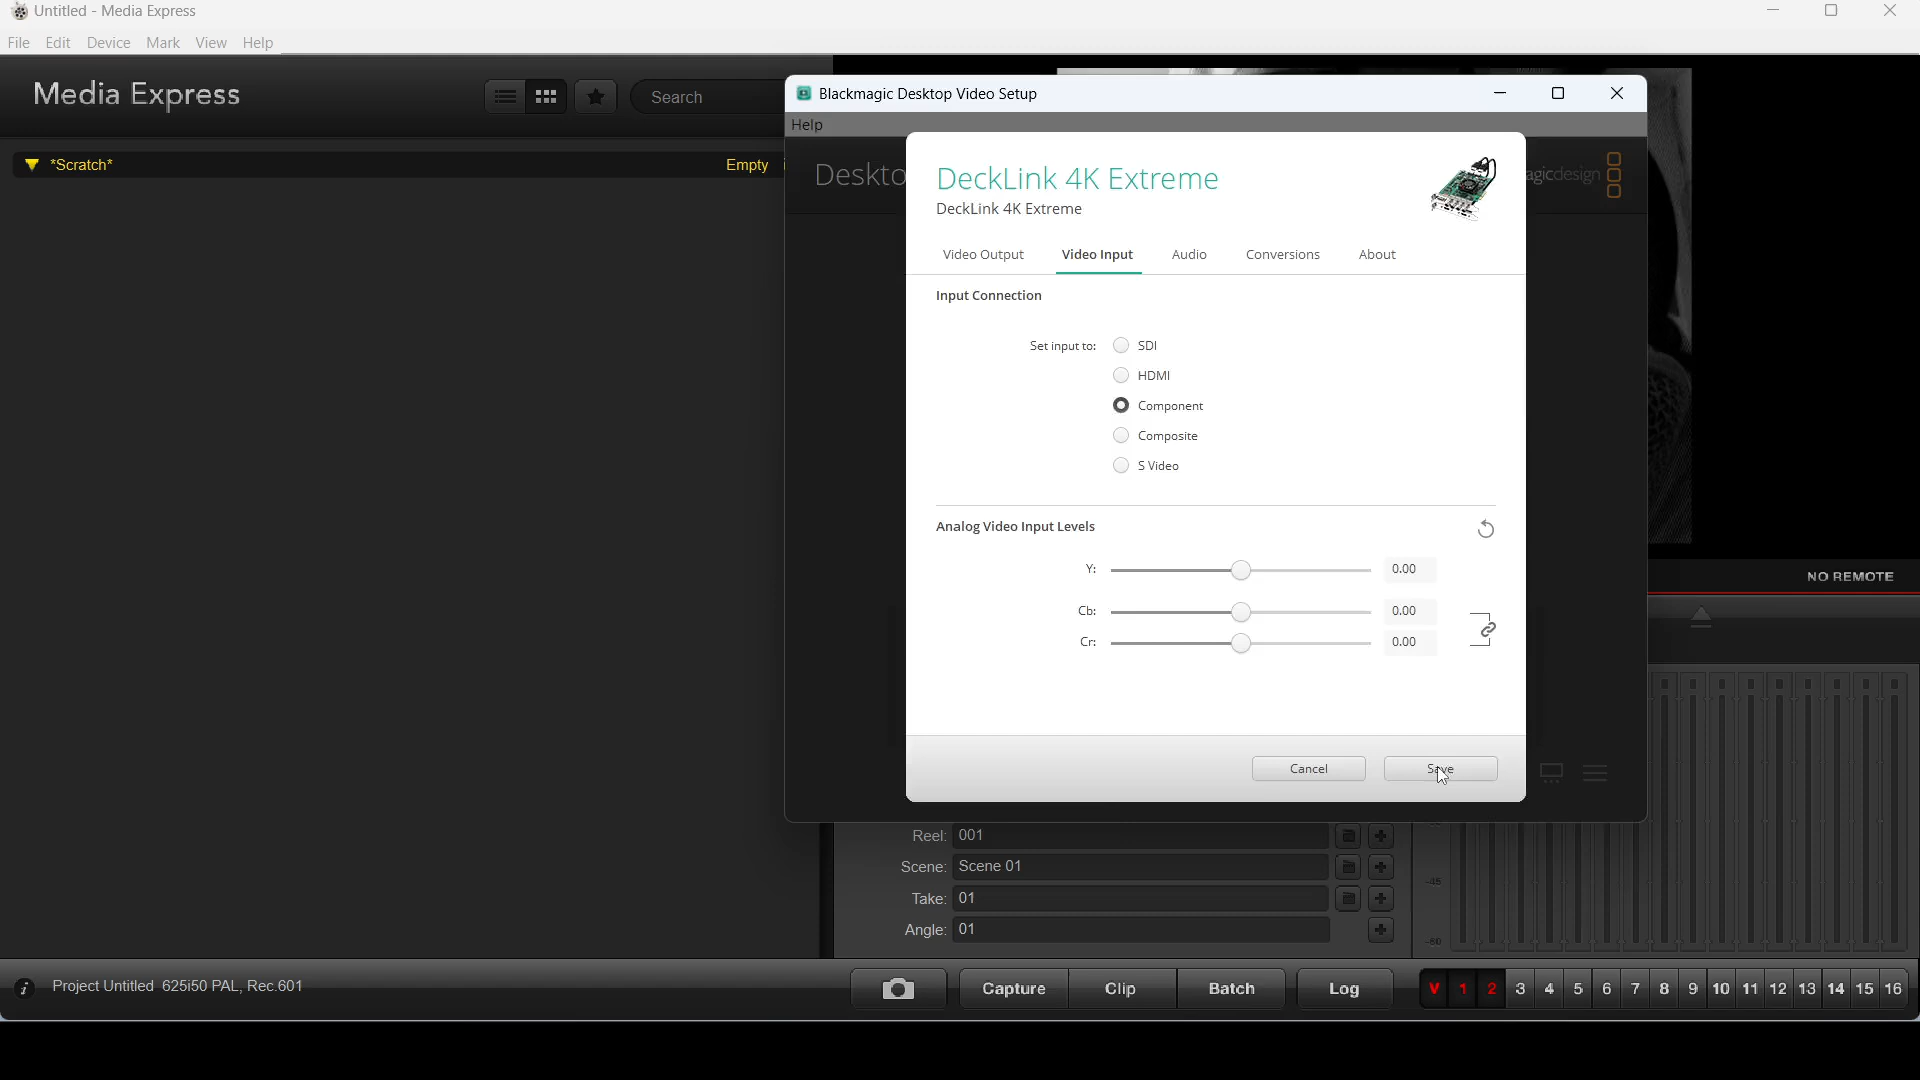 Untitled - Media Express
File Edit Device Mark View Help
Media Express
Search
*Scratch* Empty
Blackmagic Desktop Video Setup
Help
Deskto
agicdesign
DeckLink 4K Extreme
DeckLink 4K Extreme
Video Output Video Input Audio Conversions About
Input Connection
Set input to: SDI
HDMI
Component
Composite
S Video
Analog Video Input Levels
Y: 0.00
Cb: 0.00
Cr: 0.00
Cancel Save
NO REMOTE
Reel: 001
Scene: Scene 01
Take: 01
Angle: 01
-45
-60
Project Untitled 625i50 PAL, Rec.601
Capture Clip Batch Log V 1 2 3 4 5 6 7 8 9 10 11 12 13 14 15 16